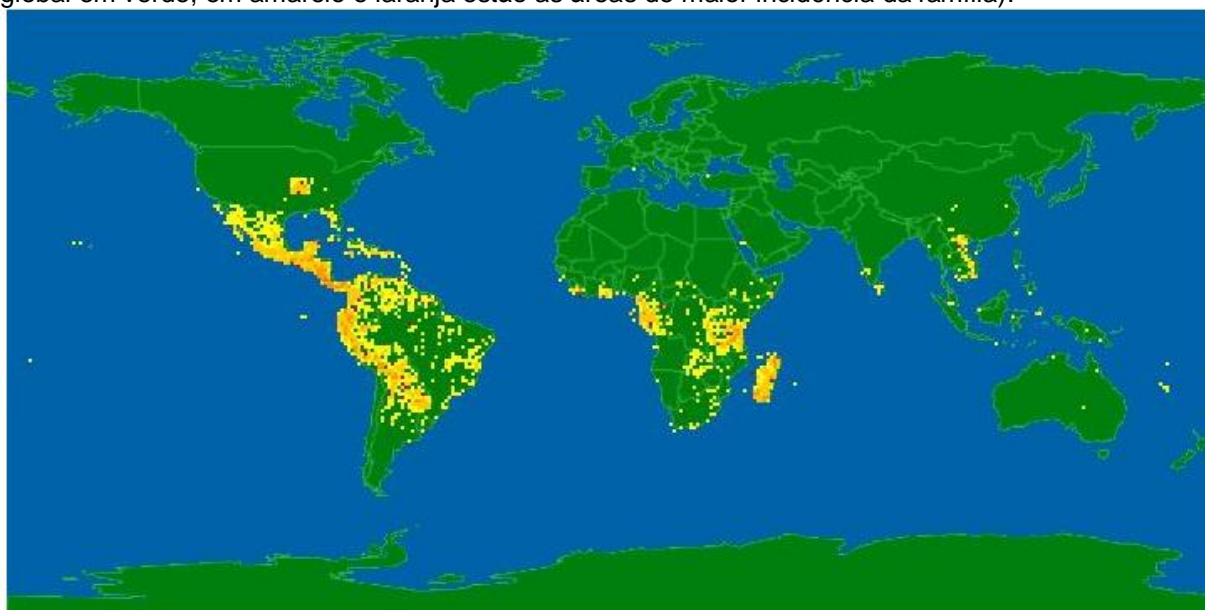 global em verde, em amarelo e laranja estão as áreas de maior incidência da família).